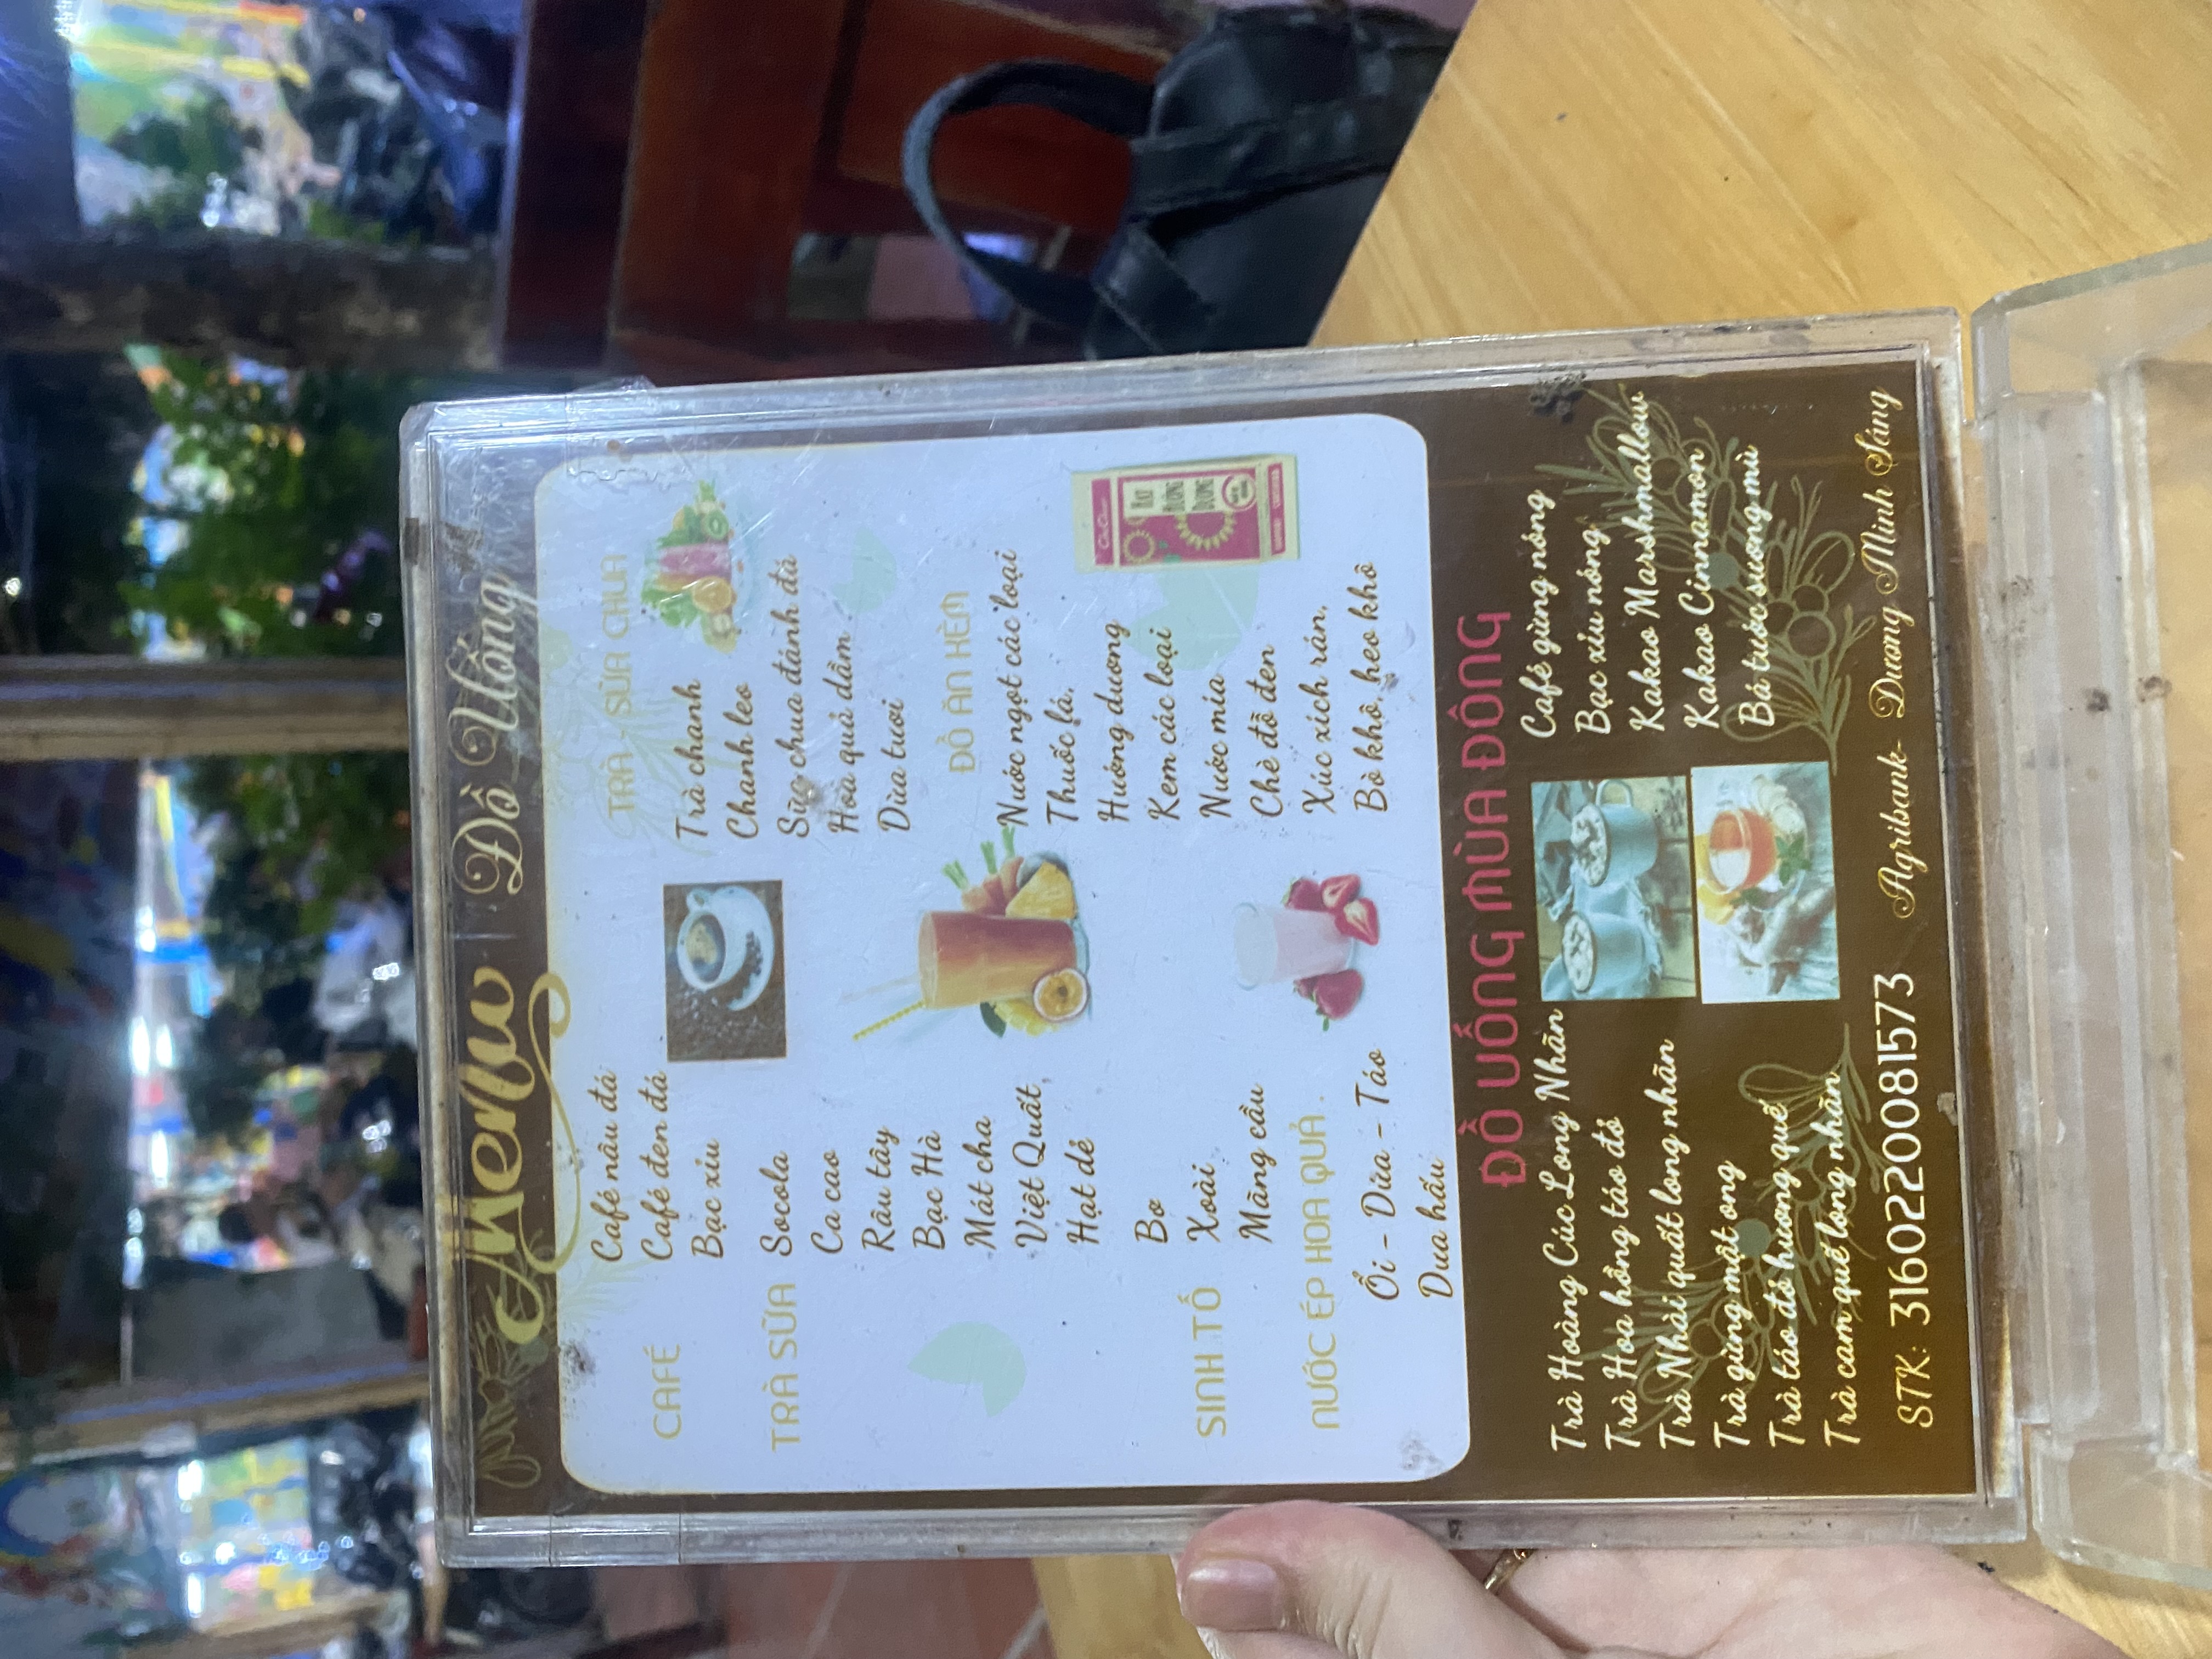 Menu Đồ Uống
CAFÉ
Café nâu đá
Café đen đá
Bạc xíu
TRÀ SỮA
Socola
Ca cao
Râu tây
Bạc Hà
Mát cha
Việt Quất
Hạt dẻ
SINH TỐ
Bơ
Xoài
Mãng cầu
NƯỚC ÉP HOA QUẢ.
Ổi - Dừa - Táo
Dưa hấu
TRÀ - SỮA CHUA
Trà chanh
Chanh leo
Sữa chua đánh đá
Hoa quả dầm
Dừa tươi
ĐỒ ĂN KÈM
Nước ngọt các loại
Thuốc lá.
Hướng dương
Kem các loại
Nước mía
Chè đỗ đen
Xúc xích rán.
Bò khô, heo khô
HẠT
HƯỚNG
DƯƠNG
ĐỒ UỐNG MÙA ĐÔNG
Trà Hoàng Cúc Long Nhãn
Trà Hoa hồng táo đỏ
Trà Nhài quất long nhãn
Trà gừng mật ong
Trà táo đỏ hương quế
Trà cam quế long nhãn
Café gừng nóng
Bạc xíu nóng
Kakao Marshmallow
Kakao Cinnamon
Bá tước sương mù
STK: 3160220081573 Agribank- Dương Minh Sáng